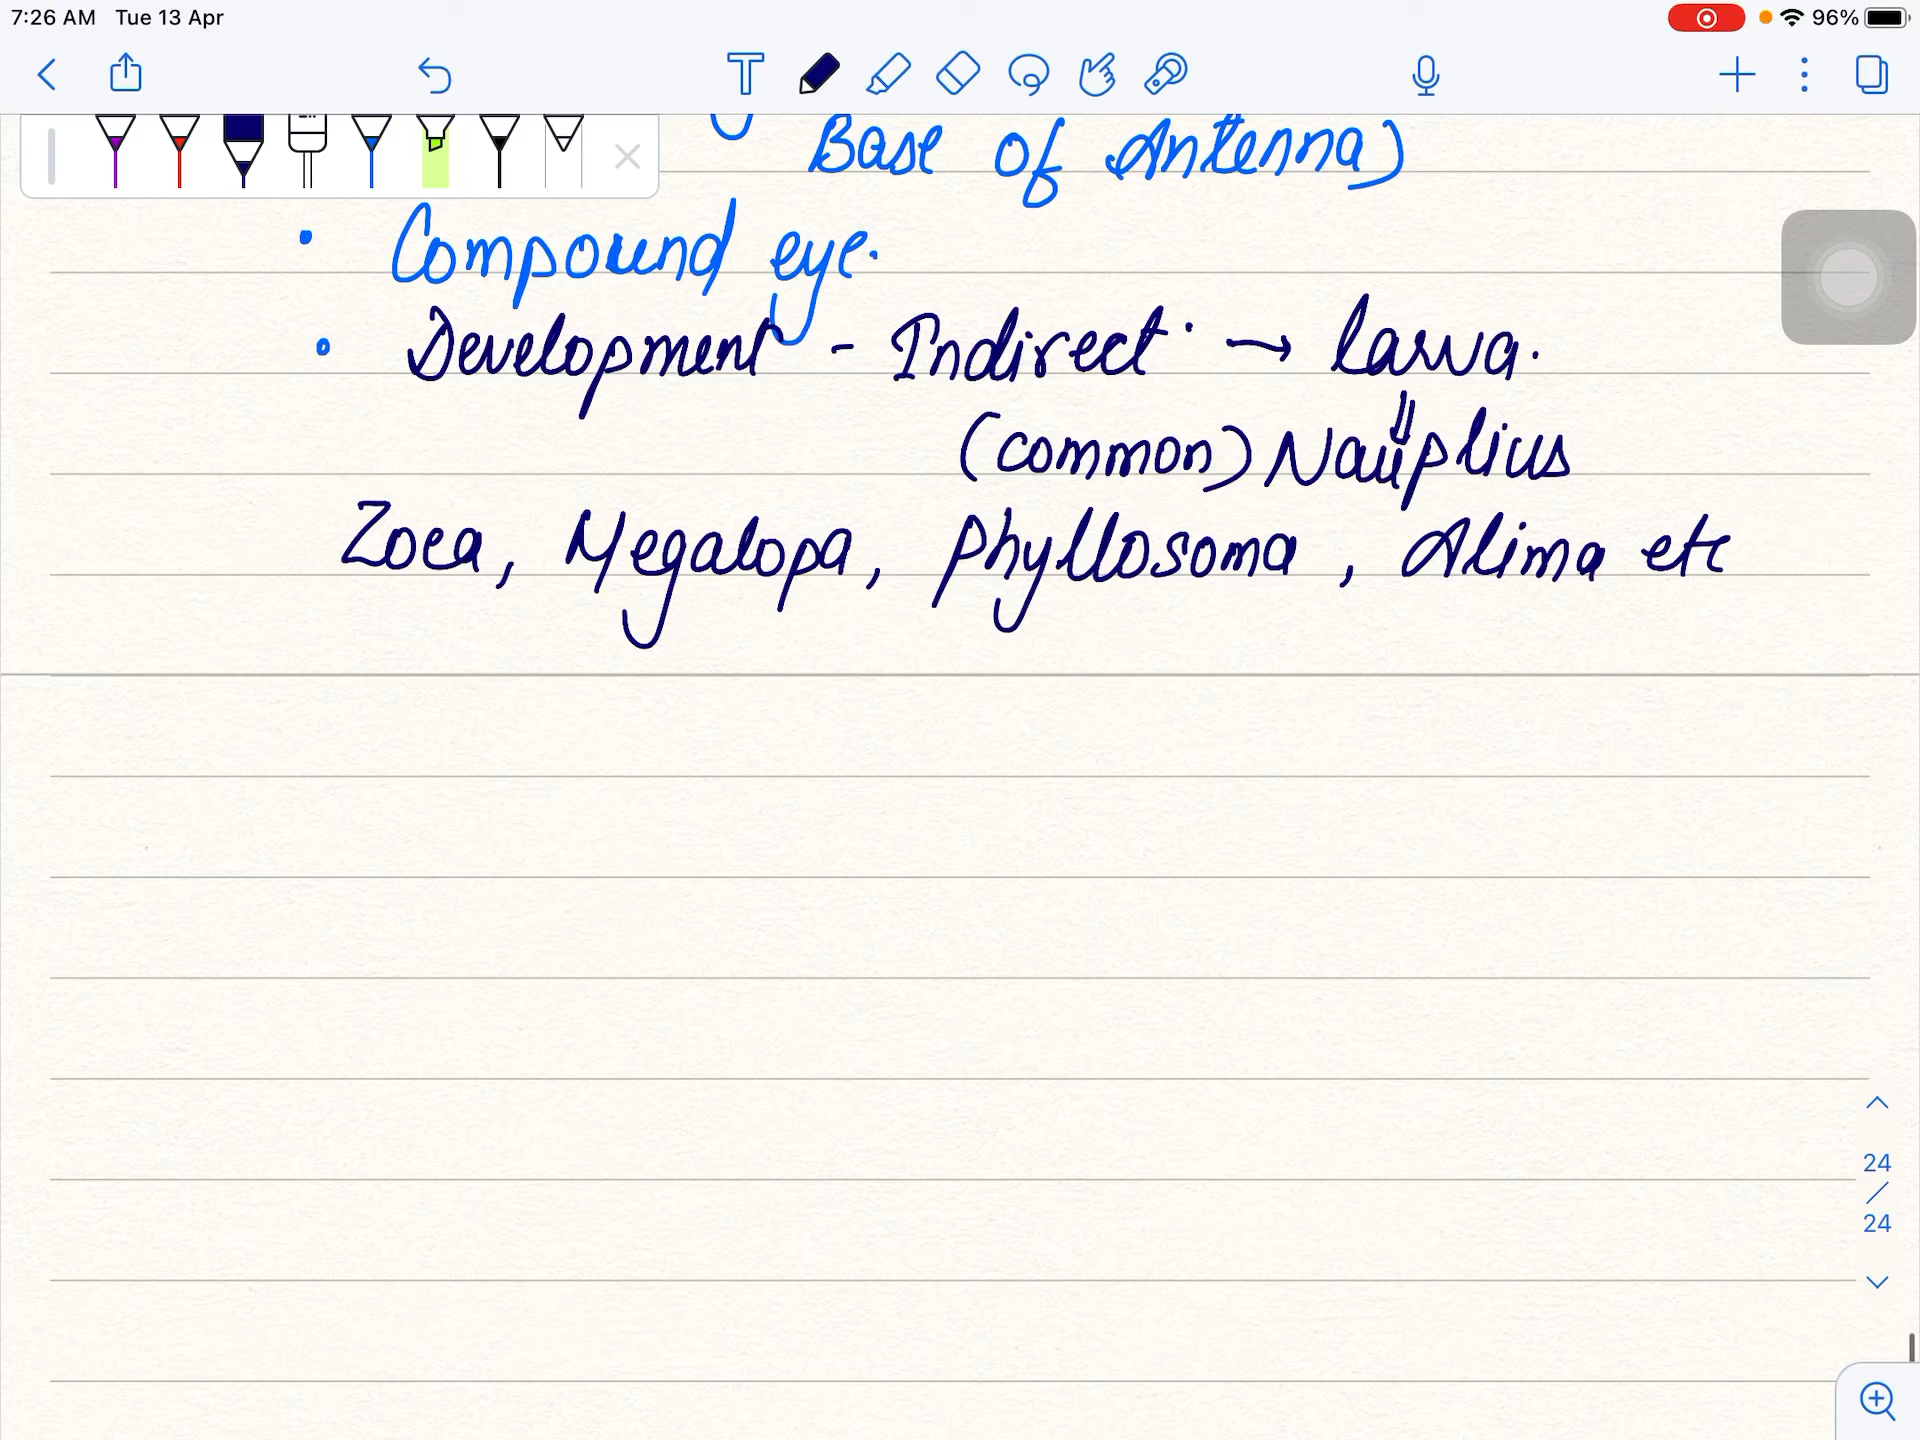 7:26 AM Tue 13 Apr 96%
Base of Antenna)
• Compound eye.
• Development - Indirect → larva.
(common) Nauplius
Zoea, Megalopa, Phyllosoma, Alima etc
24
/
24